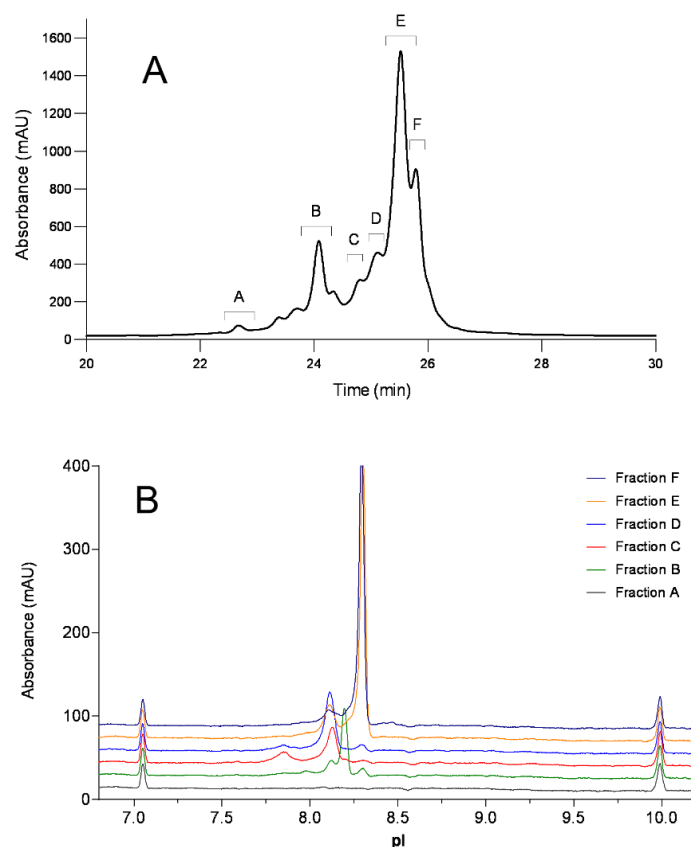 A
E
F
B
D
C
A
1600
1400
1200
1000
800
600
400
200
0
Absorbance (mAU)
20
22
24
26
28
30
Time (min)
B
400
300
200
100
0
Absorbance (mAU)
Fraction F
Fraction E
Fraction D
Fraction C
Fraction B
Fraction A
7.0
7.5
8.0
8.5
9.0
9.5
10.0
pI